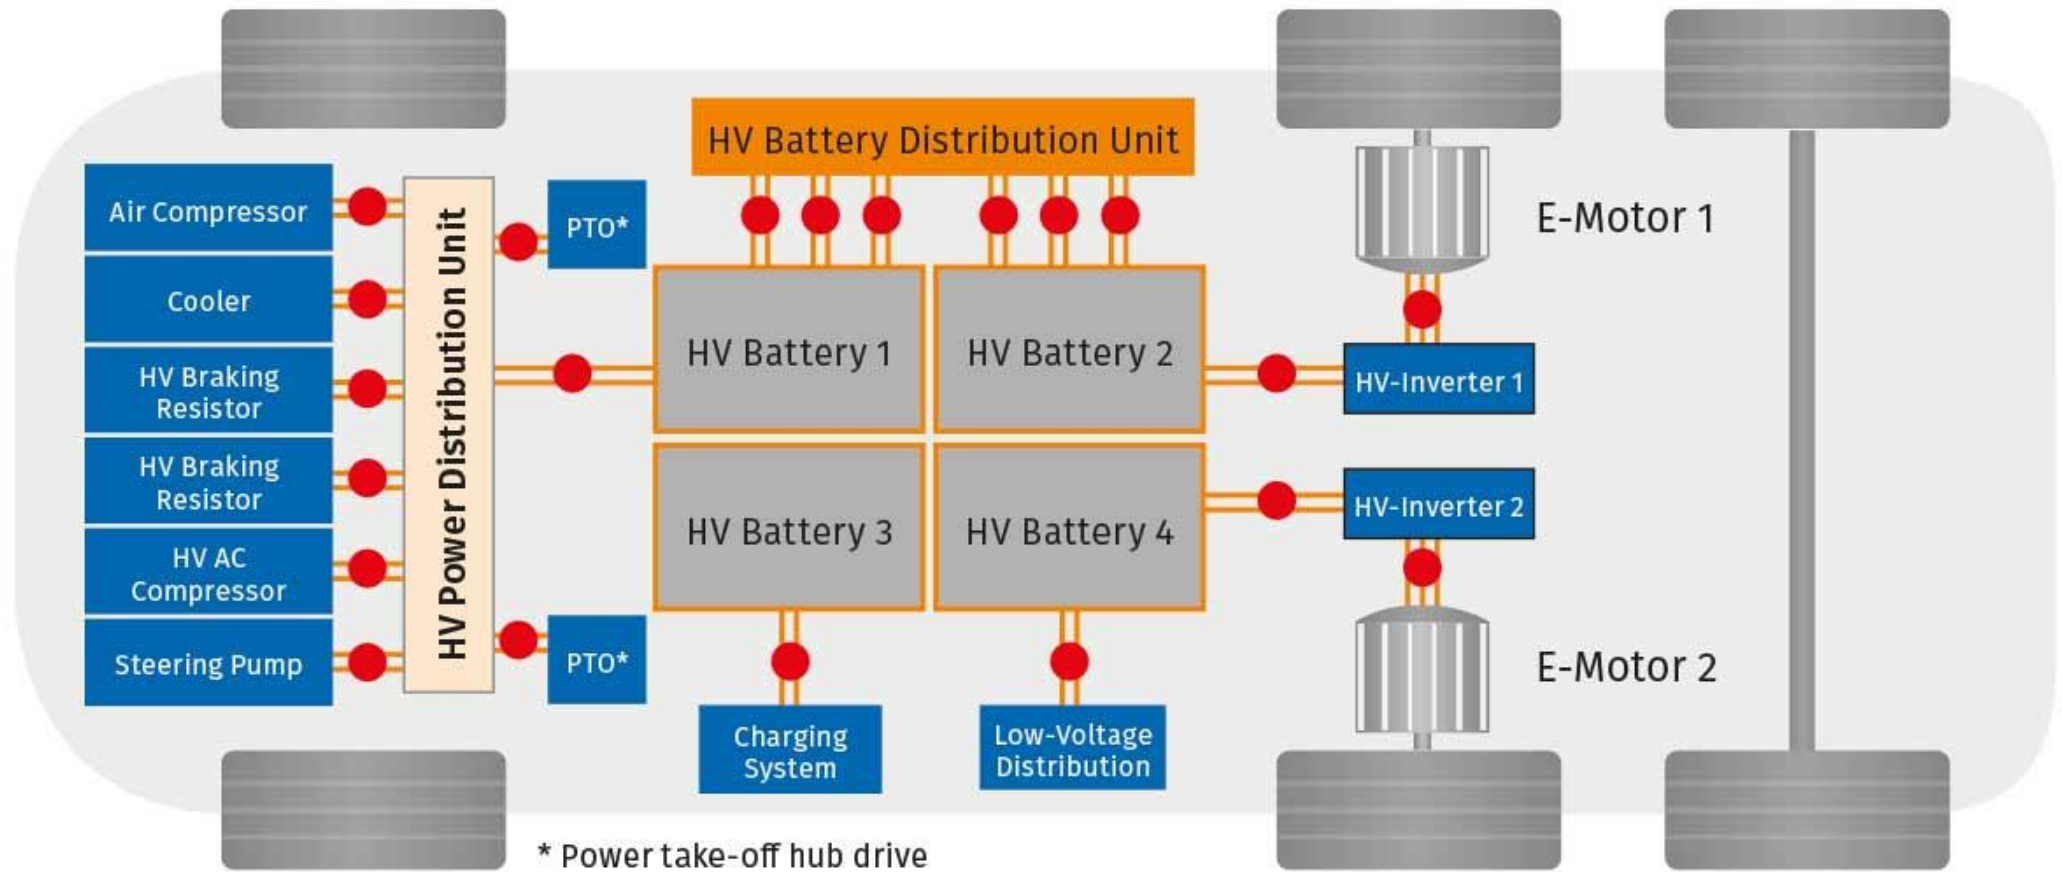 HV Battery Distribution Unit
Air Compressor
Cooler
HV Braking
Resistor
HV Braking
Resistor
HV AC
Compressor
Steering Pump
HV Power Distribution Unit
PTO*
PTO*
HV Battery 1
HV Battery 2
HV Battery 3
HV Battery 4
Charging
System
Low-Voltage
Distribution
E-Motor 1
HV-Inverter 1
HV-Inverter 2
E-Motor 2
* Power take-off hub drive